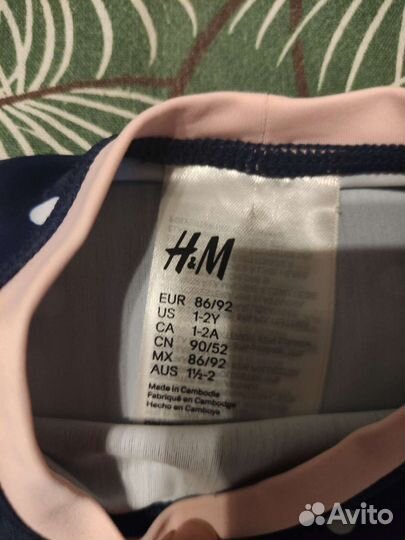 H&M
EUR 86/92
US 1-2Y
CA 1-2A
CN 90/52
MX 86/92
AUS 1½-2
Made in Cambodia
Fabriqué en Cambodge
Hecho en Camboya
Avito